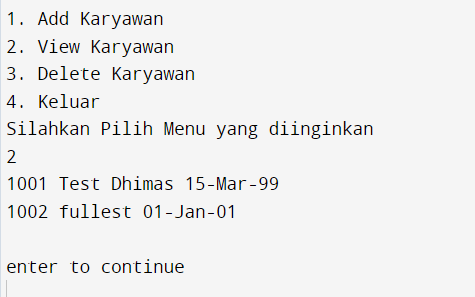 1. Add Karyawan
2. View Karyawan
3. Delete Karyawan
4. Keluar
Silahkan Pilih Menu yang diinginkan
2
1001 Test Dhimas 15-Mar-99
1002 fullest 01-Jan-01
enter to continue